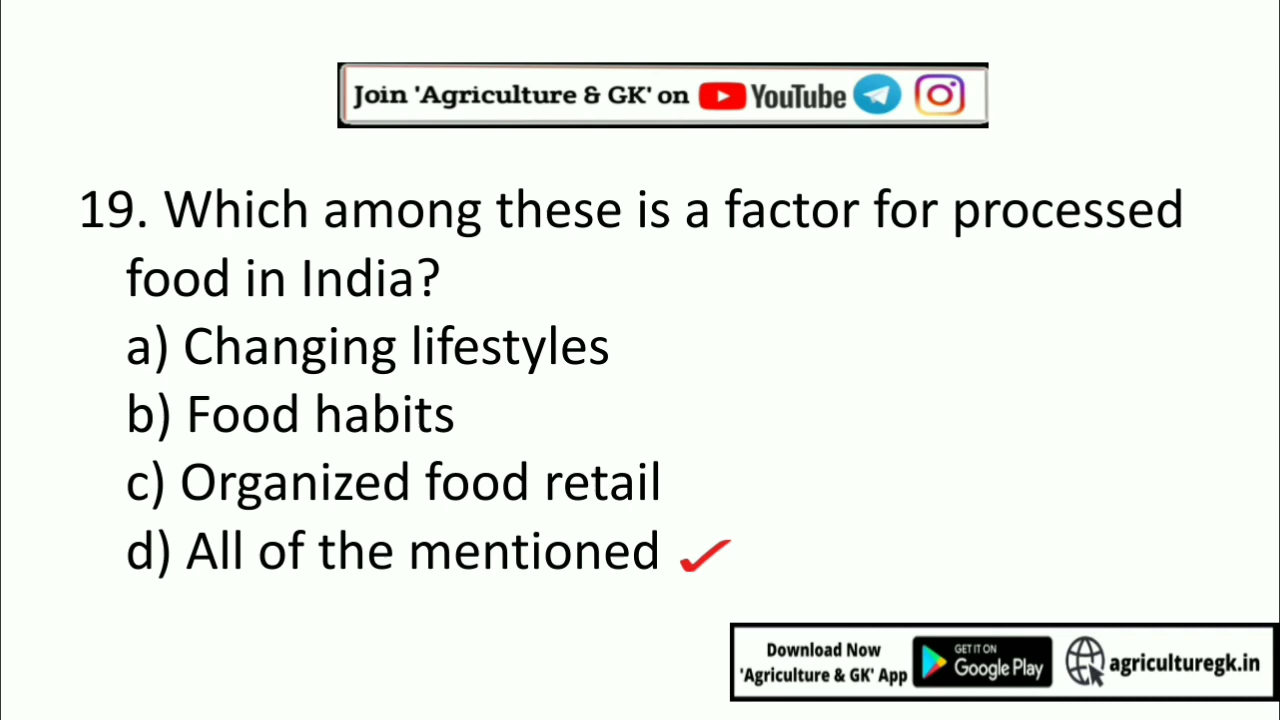 Join 'Agriculture & GK' on YouTube
19. Which among these is a factor for processed
food in India?
a) Changing lifestyles
b) Food habits
c) Organized food retail
d) All of the mentioned
Download Now
'Agriculture & GK' App
GET IT ON
Google Play
agriculturegk.in